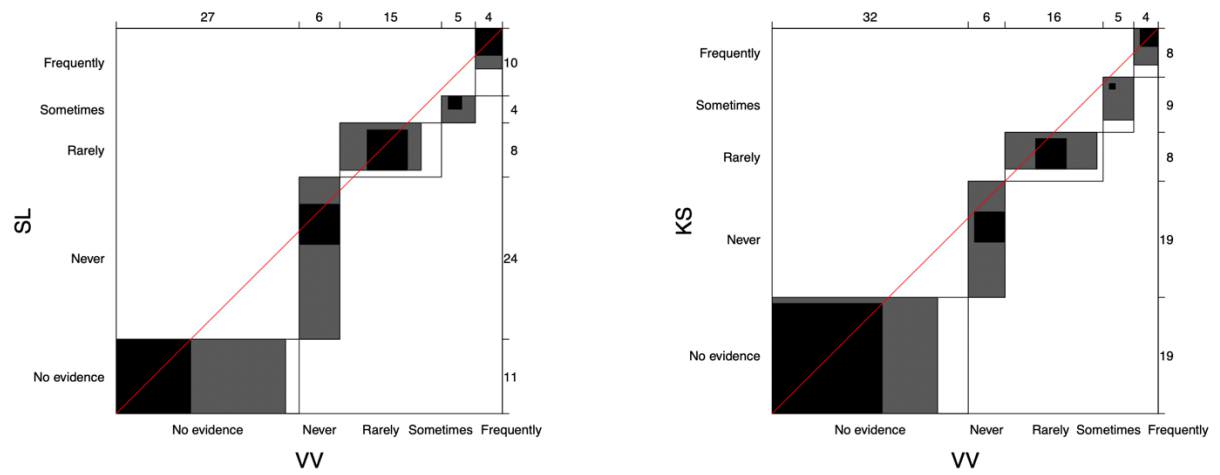 27 6 15 5 4
Frequently 10
Sometimes 4
Rarely 8
SL
Never 24
No evidence 11
No evidence Never Rarely Sometimes Frequently
VV
32 6 16 5 4
Frequently 8
Sometimes 9
Rarely 8
KS
Never 19
No evidence 19
No evidence Never Rarely Sometimes Frequently
VV